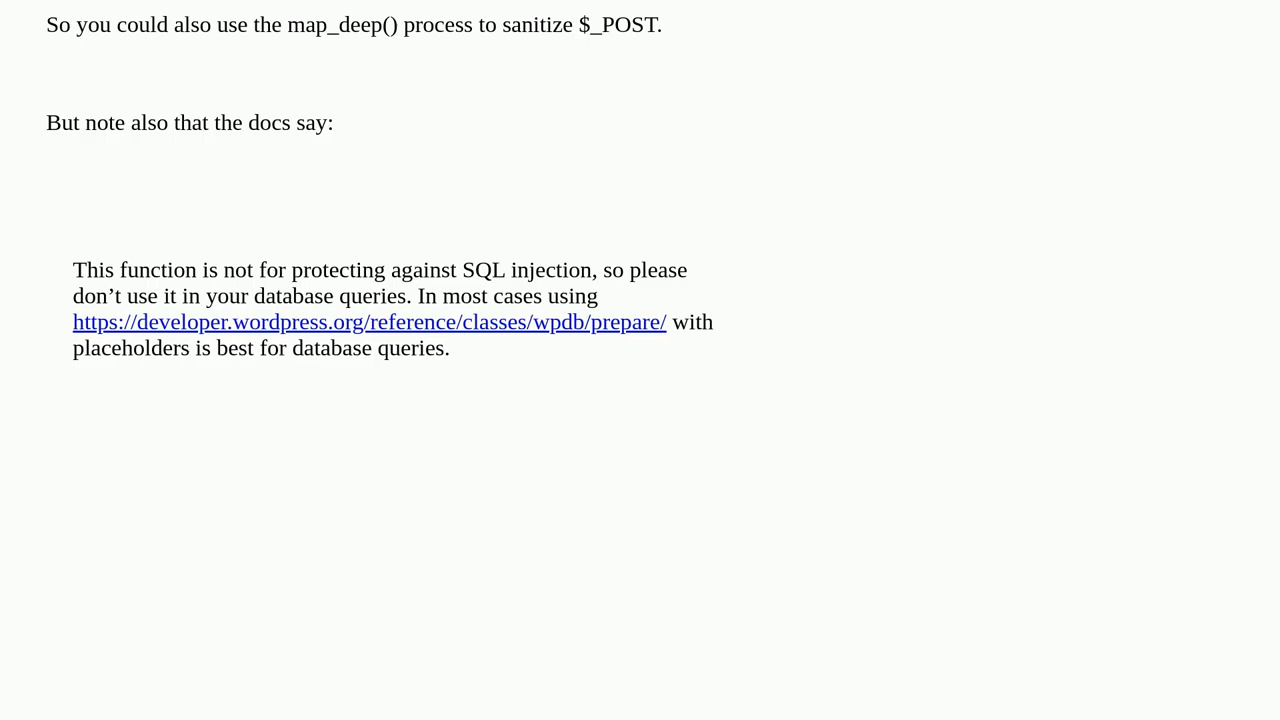 So you could also use the map_deep() process to sanitize $_POST.
But note also that the docs say:
This function is not for protecting against SQL injection, so please
don’t use it in your database queries. In most cases using
https://developer.wordpress.org/reference/classes/wpdb/prepare/ with
placeholders is best for database queries.